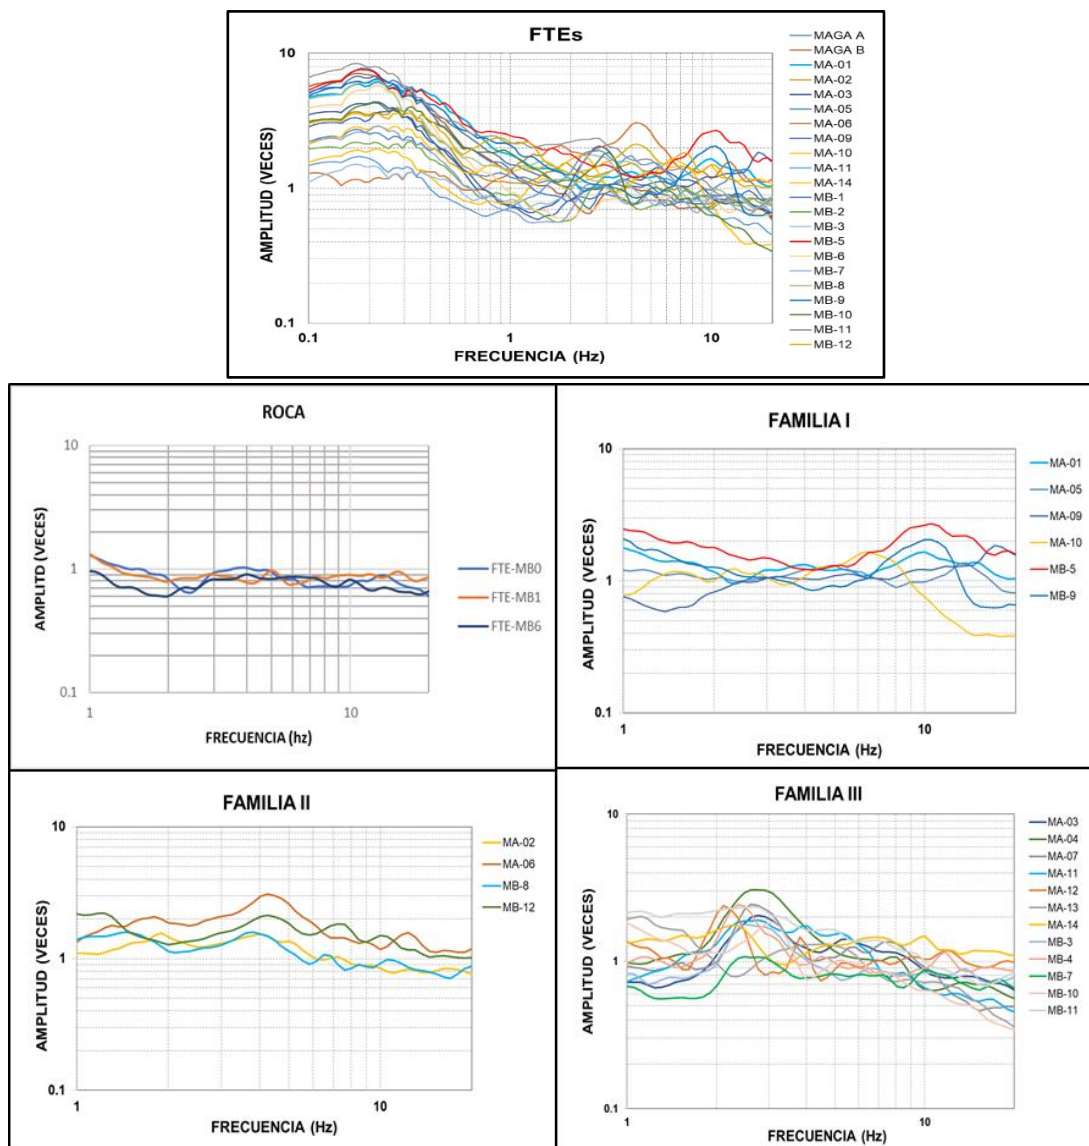 FTEs
AMPLITUD (VECES)
10
1
0.1
0.1
1
10
FRECUENCIA (Hz)
MAGA A
MAGA B
MA-01
MA-02
MA-03
MA-05
MA-06
MA-09
MA-10
MA-11
MA-14
MB-1
MB-2
MB-3
MB-5
MB-6
MB-7
MB-8
MB-9
MB-10
MB-11
MB-12
ROCA
AMPLITD (VECES)
10
1
0.1
1
10
FRECUENCIA (hz)
FTE-MB0
FTE-MB1
FTE-MB6
FAMILIA I
AMPLITUD (VECES)
10
1
0.1
1
10
FRECUENCIA (Hz)
MA-01
MA-05
MA-09
MA-10
MB-5
MB-9
FAMILIA II
AMPLITUD (VECES)
10
1
0.1
1
10
FRECUENCIA (Hz)
MA-02
MA-06
MB-8
MB-12
FAMILIA III
AMPLITUD (VECES)
10
1
0.1
1
10
FRECUENCIA (Hz)
MA-03
MA-04
MA-07
MA-11
MA-12
MA-13
MA-14
MB-3
MB-4
MB-7
MB-10
MB-11